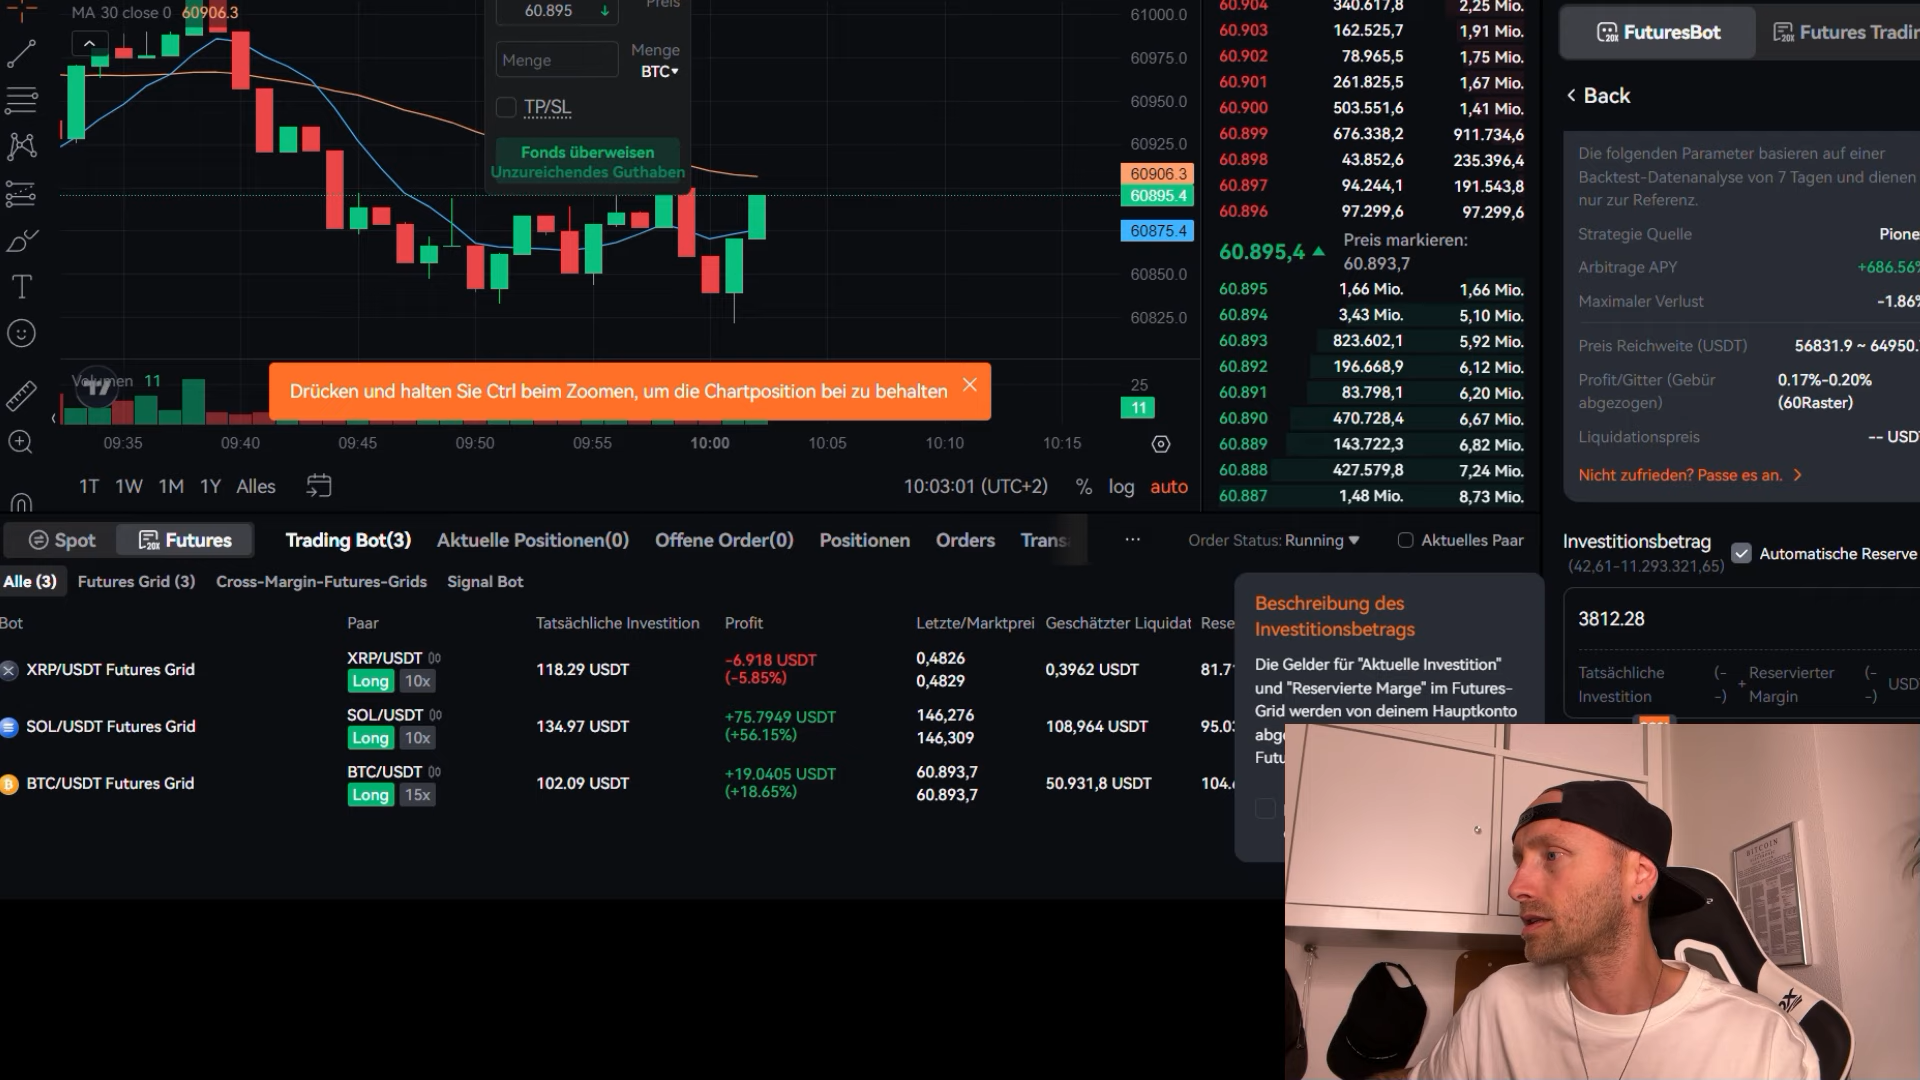 MA 30 close 0 60906.3
61000.0
60975.0
60950.0
60925.0
60906.3
60895.4
60875.4
60850.0
60825.0
60.895 ↓
Preis
Menge
Menge
BTC
TP/SL
Fonds überweisen
Unzureichendes Guthaben
Volumen 11
25
11
Drücken und halten Sie Ctrl beim Zoomen, um die Chartposition bei zu behalten
09:35 09:40 09:45 09:50 09:55 10:00 10:05 10:10 10:15
1T 1W 1M 1Y Alles
10:03:01 (UTC+2) % log auto
60.904 340.617,8 2,25 Mio.
60.903 162.525,7 1,91 Mio.
60.902 78.965,5 1,75 Mio.
60.901 261.825,5 1,67 Mio.
60.900 503.551,6 1,41 Mio.
60.899 676.338,2 911.734,6
60.898 43.852,6 235.396,4
60.897 94.244,1 191.543,8
60.896 97.299,6 97.299,6
60.895,4 Preis markieren:
60.893,7
60.895 1,66 Mio. 1,66 Mio.
60.894 3,43 Mio. 5,10 Mio.
60.893 823.602,1 5,92 Mio.
60.892 196.668,9 6,12 Mio.
60.891 83.798,1 6,20 Mio.
60.890 470.728,4 6,67 Mio.
60.889 143.722,3 6,82 Mio.
60.888 427.579,8 7,24 Mio.
60.887 1,48 Mio. 8,73 Mio.
20x FuturesBot 20x Futures Tradin
Back
Die folgenden Parameter basieren auf einer
Backtest-Datenanalyse von 7 Tagen und dienen
nur zur Referenz.
Strategie Quelle Pione
Arbitrage APY +686.56%
Maximaler Verlust -1.86%
Preis Reichweite (USDT) 56831.9 ~ 64950.
Profit/Gitter (Gebür
abgezogen)
0.17%-0.20%
(60Raster)
Liquidationspreis -- USD
Nicht zufrieden? Passe es an.
Investitionsbetrag
(42,61-11.293.321,65)
Automatische Reserve
3812.28
Tatsächliche
Investition
(-
-)
+
Reservierter
Margin
(-
-)
USD
Spot 20x Futures Trading Bot(3) Aktuelle Positionen(0) Offene Order(0) Positionen Orders Trans ... Order Status: Running Aktuelles Paar
Alle (3) Futures Grid (3) Cross-Margin-Futures-Grids Signal Bot
Bot Paar Tatsächliche Investition Profit Letzte/Marktprei Geschätzter Liquidat Rese
XRP/USDT Futures Grid
XRP/USDT
Long 10x
118.29 USDT
-6.918 USDT
(-5.85%)
0,4826
0,4829
0,3962 USDT
81.7
SOL/USDT Futures Grid
SOL/USDT
Long 10x
134.97 USDT
+75.7949 USDT
(+56.15%)
146,276
146,309
108,964 USDT
95.03
BTC/USDT Futures Grid
BTC/USDT
Long 15x
102.09 USDT
+19.0405 USDT
(+18.65%)
60.893,7
60.893,7
50.931,8 USDT
104.
Beschreibung des
Investitionsbetrags
Die Gelder für "Aktuelle Investition"
und "Reservierte Marge" im Futures-
Grid werden von deinem Hauptkonto
abge
Futu
BITCOIN